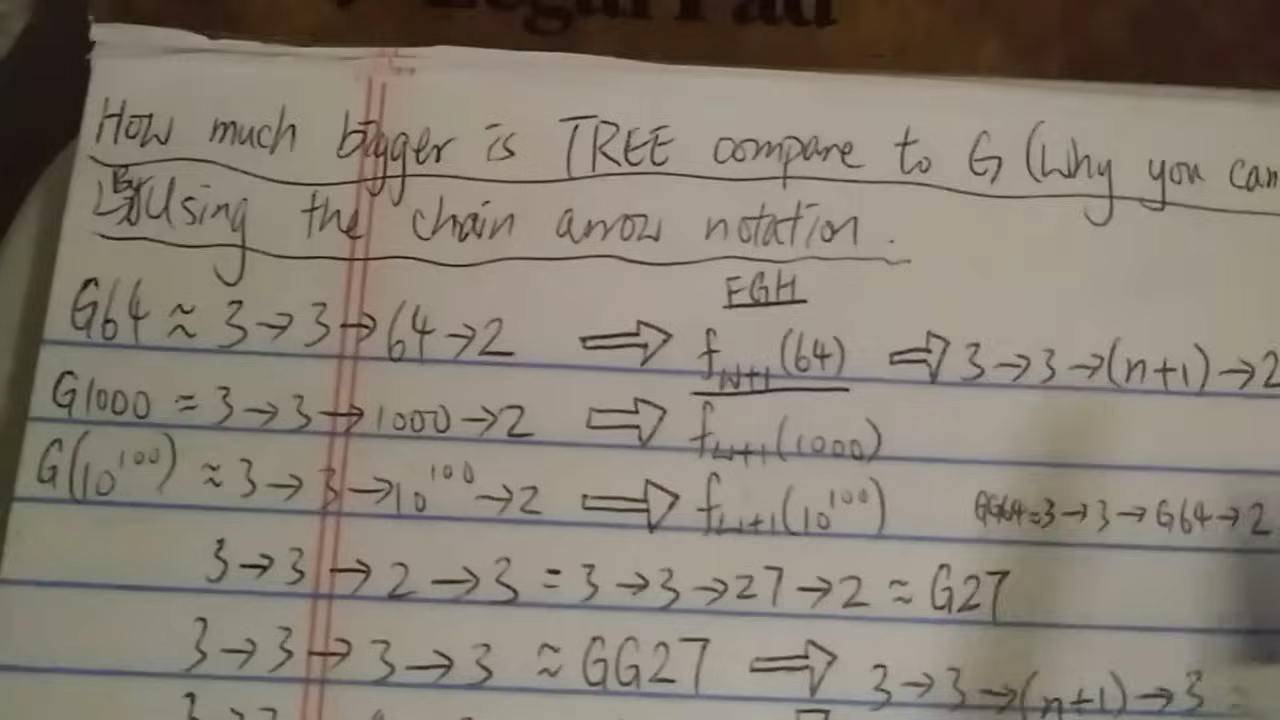 Legal Pad
How much bigger is TREE compare to G (Why you can
Using the chain arrow notation.
FGH
G64 ≈ 3→3→64→2 ⇒ fω+1(64) ⇒ 3→3→(n+1)→2
G1000 = 3→3→1000→2 ⇒ fω+1(1000)
G(10^100) ≈ 3→3→10^100→2 ⇒ fω+1(10^100) GG64=3→3→G64→2
3→3→2→3 = 3→3→27→2 ≈ G27
3→3→3→3 ≈ GG27 ⇒ 3→3→(n+1)→3 =